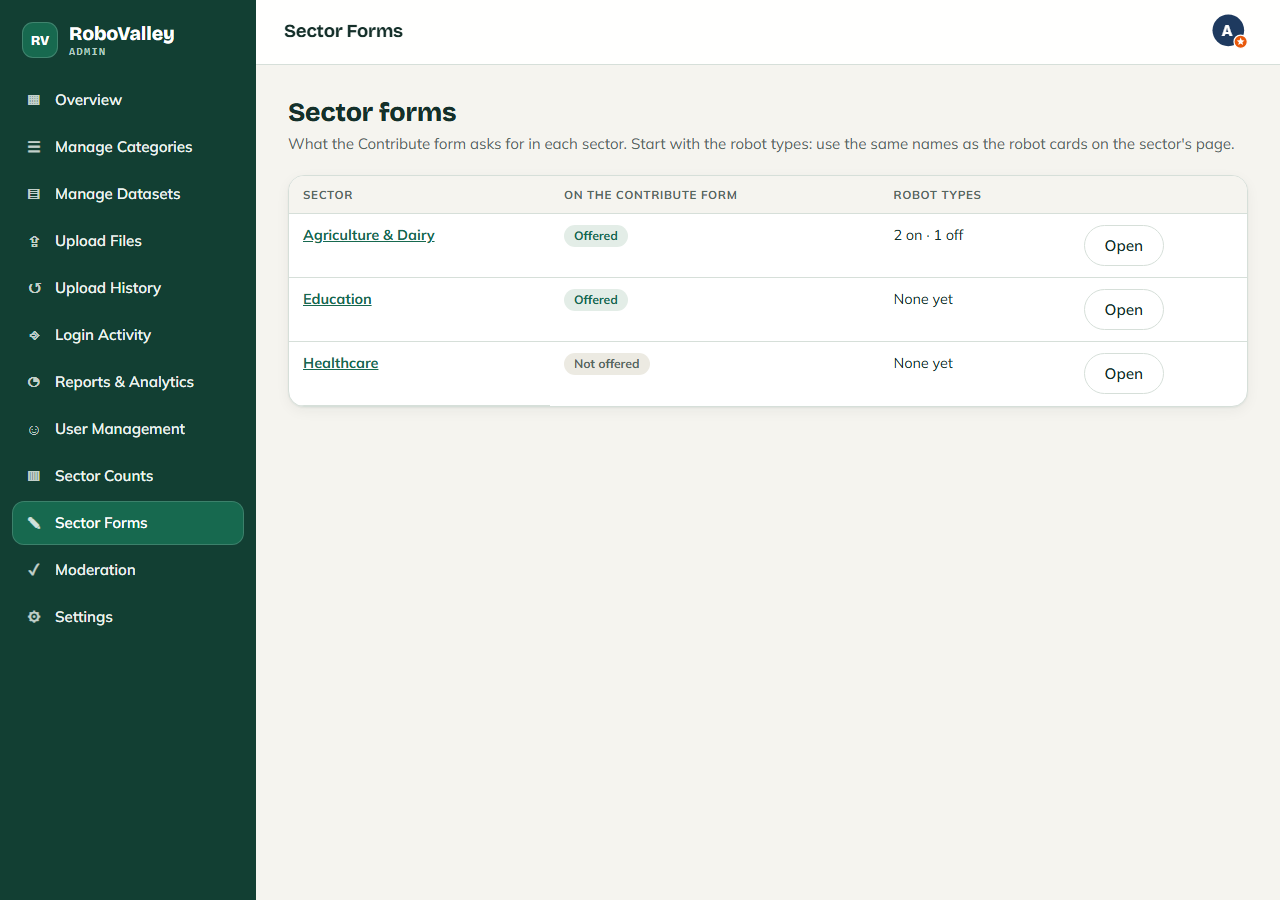 RV
RoboValley
ADMIN
Overview
Manage Categories
Manage Datasets
Upload Files
Upload History
Login Activity
Reports & Analytics
User Management
Sector Counts
Sector Forms
Moderation
Settings
Sector Forms
A
Sector forms
What the Contribute form asks for in each sector. Start with the robot types: use the same names as the robot cards on the sector's page.
SECTOR ON THE CONTRIBUTE FORM ROBOT TYPES
Agriculture & Dairy Offered 2 on · 1 off Open
Education Offered None yet Open
Healthcare Not offered None yet Open